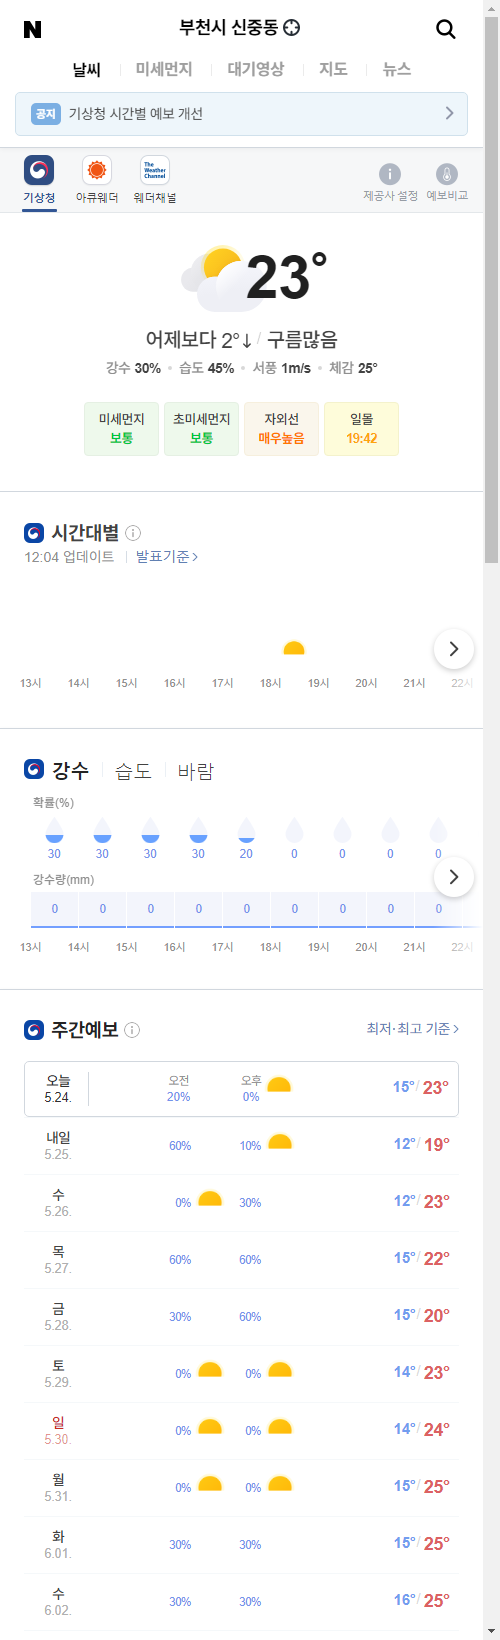 N
부천시 신중동
날씨 미세먼지 대기영상 지도 뉴스
공지 기상청 시간별 예보 개선
The Weather Channel
기상청 아큐웨더 웨더채널 제공사 설정 예보비교
23°
어제보다 2°↓ / 구름많음
강수 30% • 습도 45% • 서풍 1m/s • 체감 25°
미세먼지 초미세먼지 자외선 일몰
보통 보통 매우높음 19:42
시간대별
12:04 업데이트 발표기준 >
13시 14시 15시 16시 17시 18시 19시 20시 21시 22시
강수 습도 바람
확률(%)
30 30 30 30 20 0 0 0 0
강수량(mm)
0 0 0 0 0 0 0 0 0
13시 14시 15시 16시 17시 18시 19시 20시 21시 22시
주간예보 최저·최고 기준 >
오늘 오전 오후
5.24. 20% 0% 15°/ 23°
내일
5.25. 60% 10% 12°/ 19°
수
5.26. 0% 30% 12°/ 23°
목
5.27. 60% 60% 15°/ 22°
금
5.28. 30% 60% 15°/ 20°
토
5.29. 0% 0% 14°/ 23°
일
5.30. 0% 0% 14°/ 24°
월
5.31. 0% 0% 15°/ 25°
화
6.01. 30% 30% 15°/ 25°
수
6.02. 30% 30% 16°/ 25°